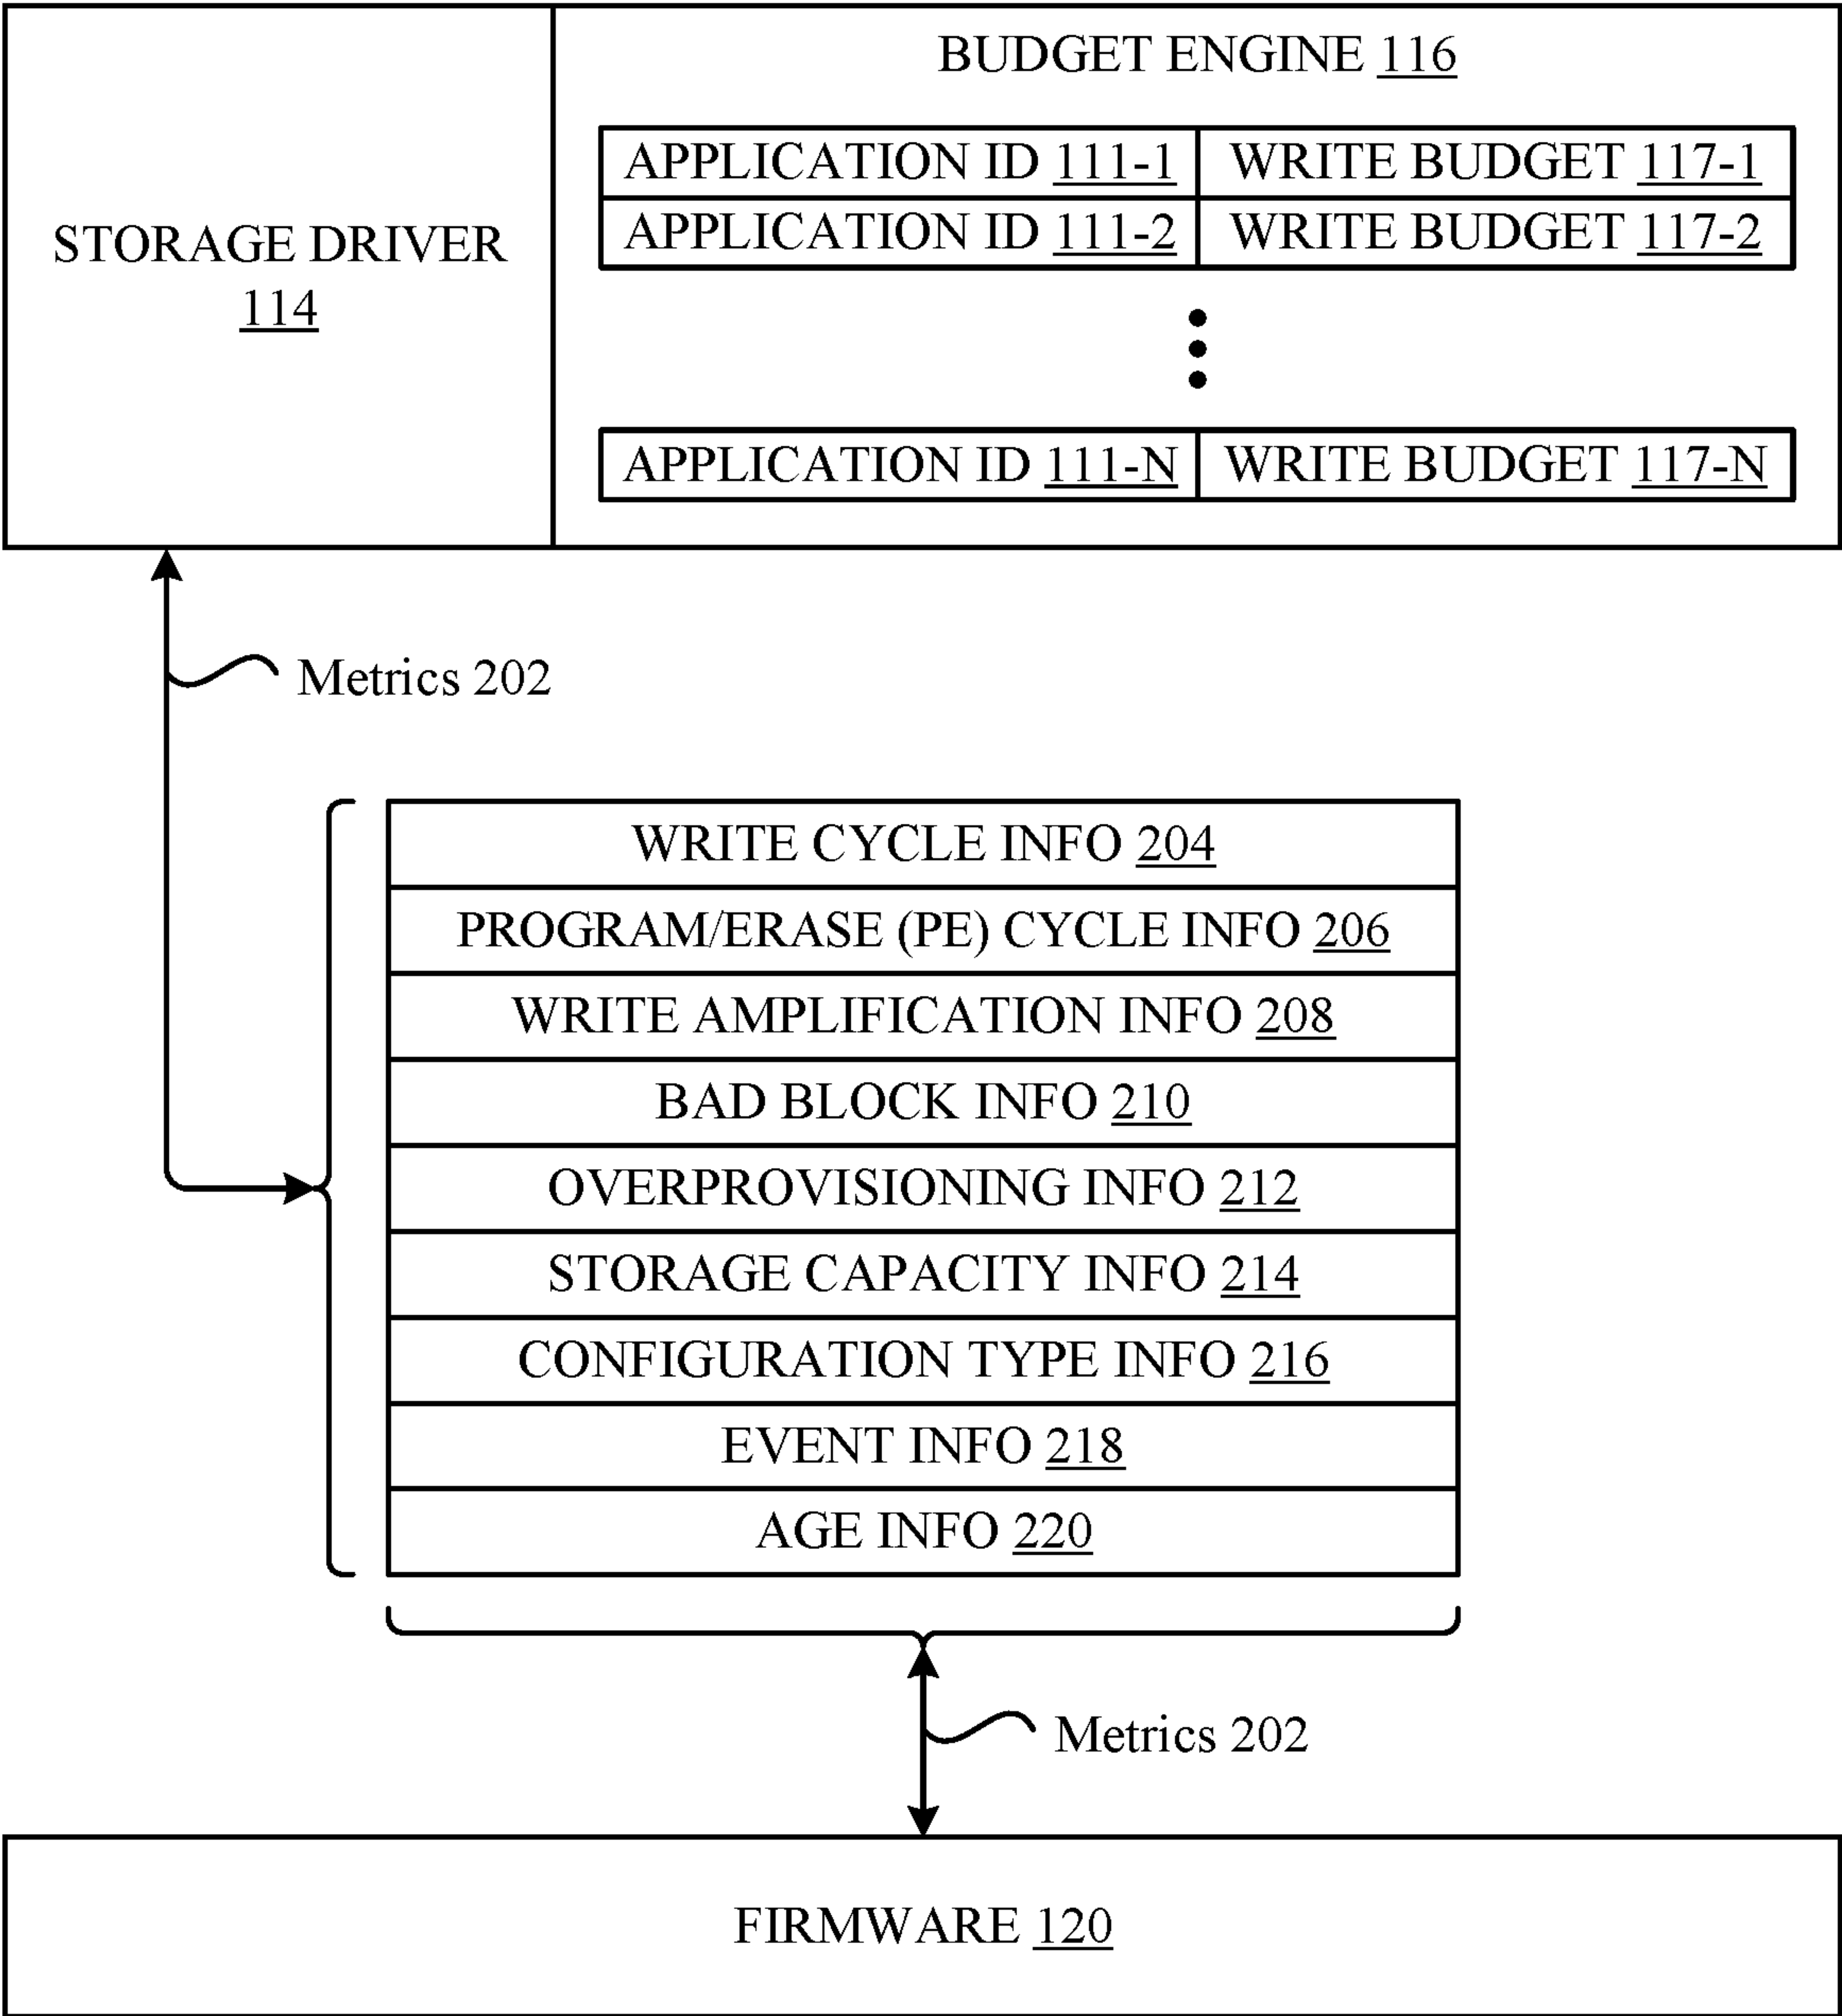 BUDGET ENGINE 116
APPLICATION ID 111-1 WRITE BUDGET 117-1
APPLICATION ID 111-2 WRITE BUDGET 117-2
APPLICATION ID 111-N WRITE BUDGET 117-N
STORAGE DRIVER
114
Metrics 202
WRITE CYCLE INFO 204
PROGRAM/ERASE (PE) CYCLE INFO 206
WRITE AMPLIFICATION INFO 208
BAD BLOCK INFO 210
OVERPROVISIONING INFO 212
STORAGE CAPACITY INFO 214
CONFIGURATION TYPE INFO 216
EVENT INFO 218
AGE INFO 220
Metrics 202
FIRMWARE 120